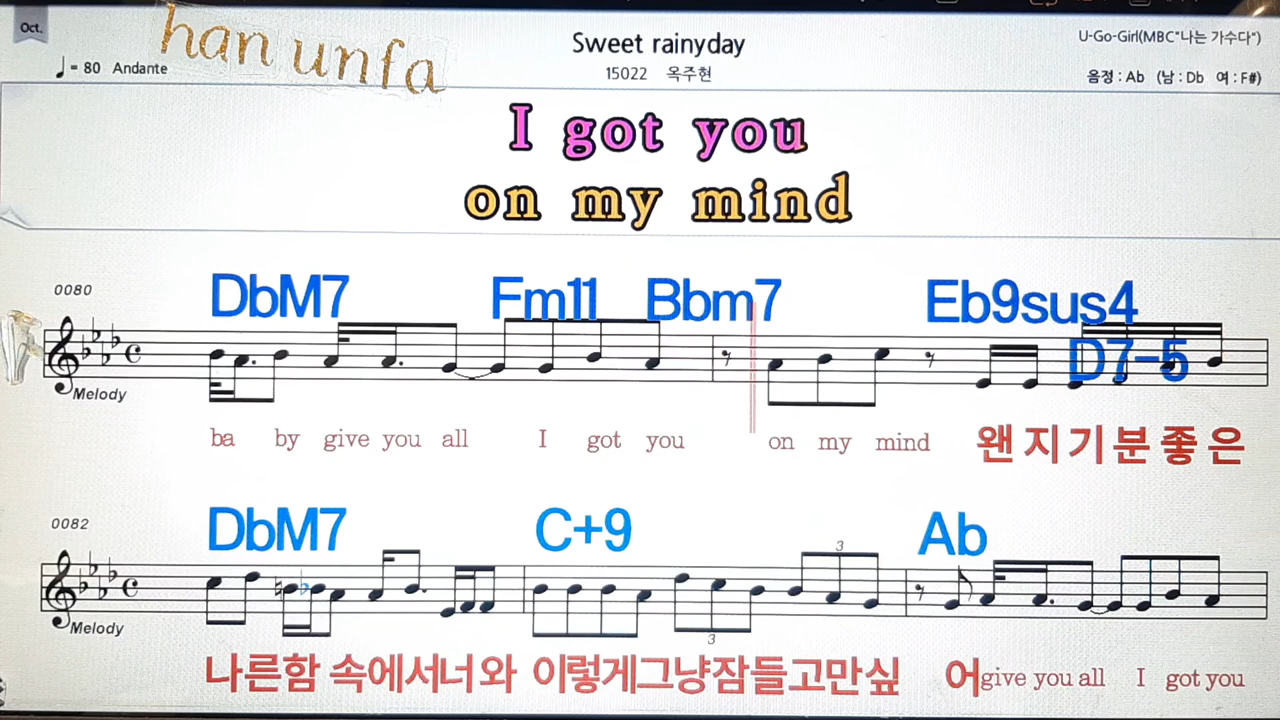 Oct.
han unfa
Sweet rainyday
U-Go-Girl(MBC"나는 가수다")
♩= 80 Andante
15022 옥주현
음정 : Ab (남 : Db 여 : F#)
I got you
on my mind
0080
DbM7 Fm11 Bbm7 Eb9sus4
D7-5
Melody
ba by give you all I got you on my mind 왠 지 기 분 좋 은
0082
DbM7 C+9 Ab
3
Melody
3
나른함 속에서너와 이렇게그냥잠들고만싶 어give you all I got you